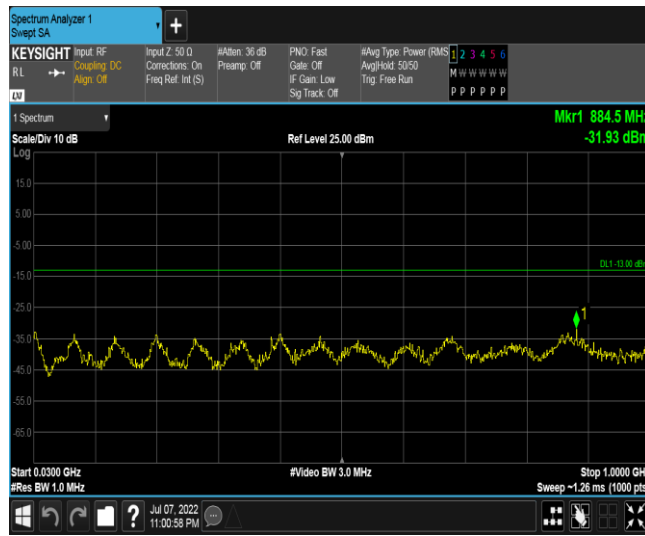 Spectrum Analyzer 1
Swept SA
+
KEYSIGHT Input: RF Input Z: 50 Ω #Atten: 36 dB PNO: Fast #Avg Type: Power (RMS 1 2 3 4 5 6
RL Coupling: DC Corrections: On Preamp: Off Gate: Off Avg|Hold: 50/50 M W W W W W
Align: Off Freq Ref: Int (S) IF Gain: Low Trig: Free Run
LXI Sig Track: Off P P P P P P
1 Spectrum Mkr1 884.5 MHz
Scale/Div 10 dB Ref Level 25.00 dBm -31.93 dBm
Log
15.0
5.00
-5.00
DL1 -13.00 dBm
-15.0
-25.0
1
-35.0
-45.0
-55.0
-65.0
Start 0.0300 GHz #Video BW 3.0 MHz Stop 1.0000 GH
#Res BW 1.0 MHz Sweep ~1.26 ms (1000 pts
? Jul 07, 2022
11:00:58 PM